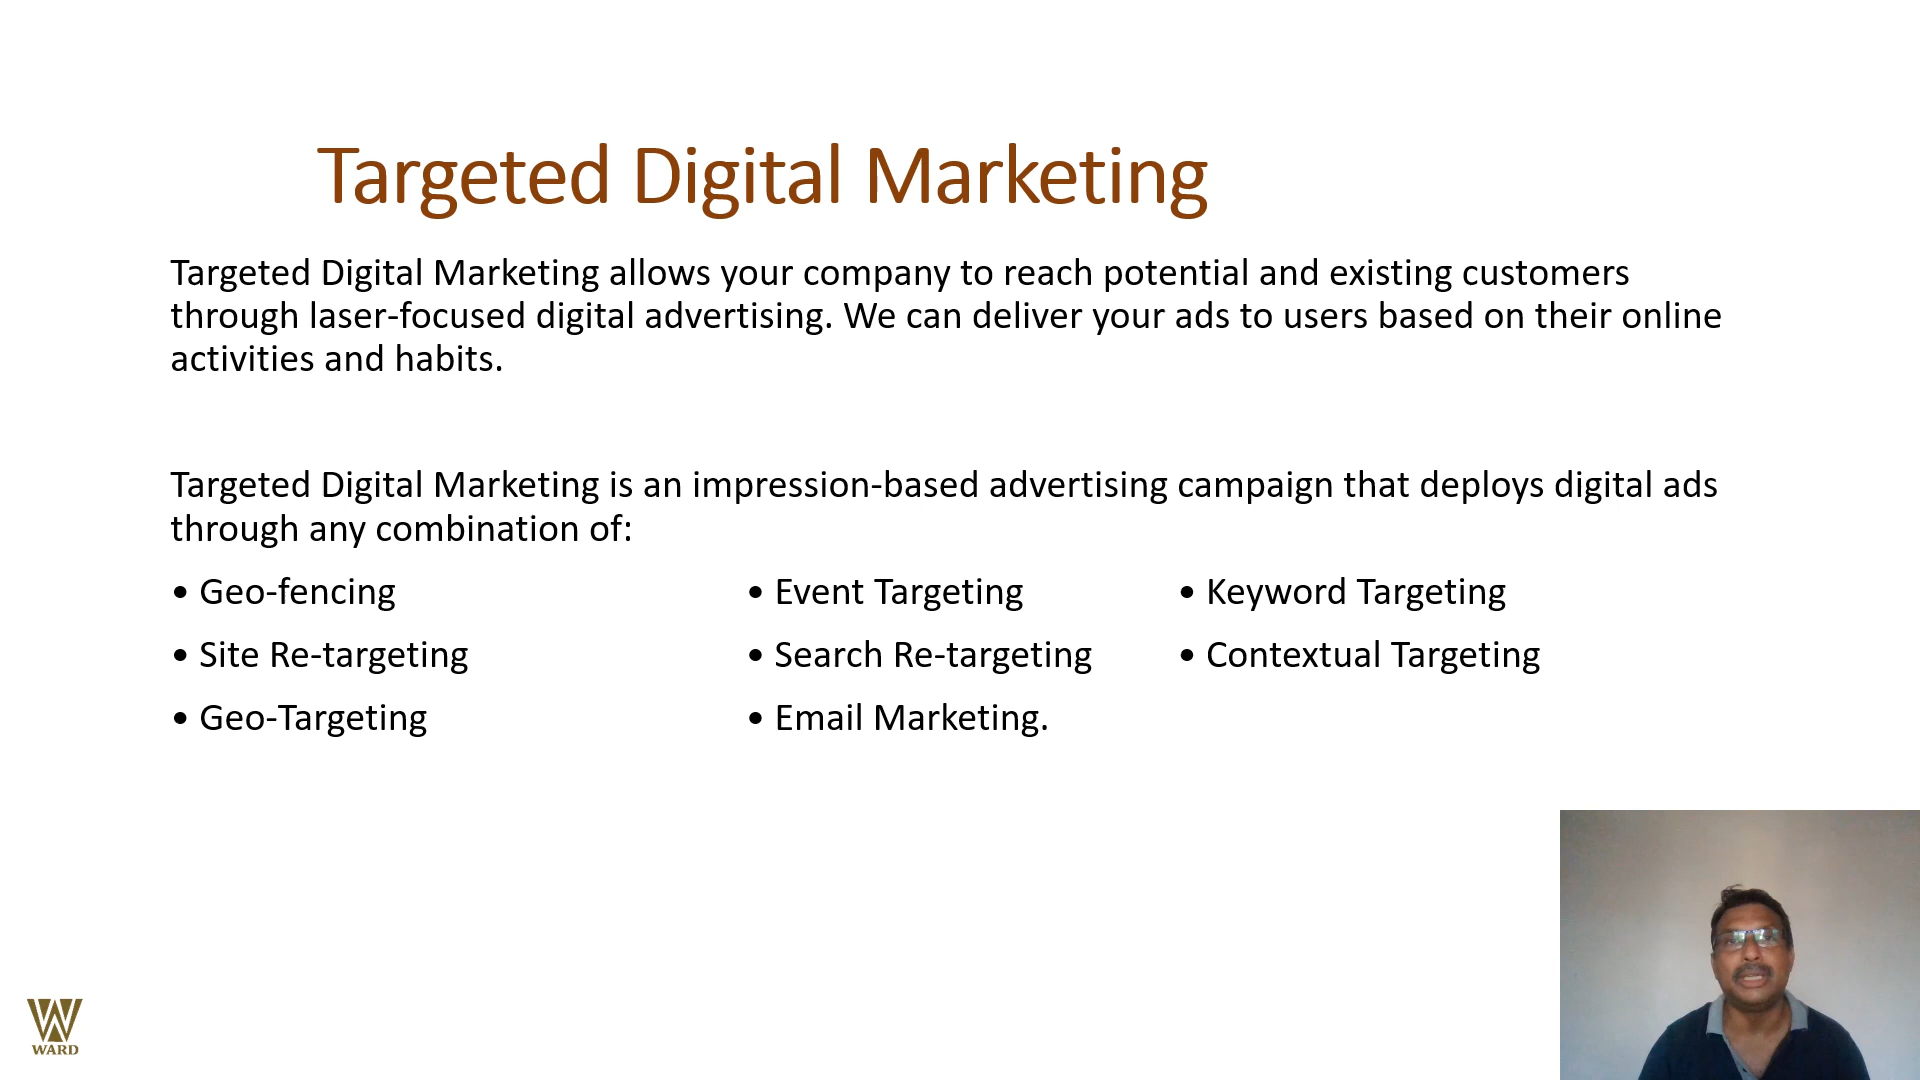 Targeted Digital Marketing
Targeted Digital Marketing allows your company to reach potential and existing customers
through laser-focused digital advertising. We can deliver your ads to users based on their online
activities and habits.
Targeted Digital Marketing is an impression-based advertising campaign that deploys digital ads
through any combination of:
• Geo-fencing
• Site Re-targeting
• Geo-Targeting
• Event Targeting
• Search Re-targeting
• Email Marketing.
• Keyword Targeting
• Contextual Targeting
WARD